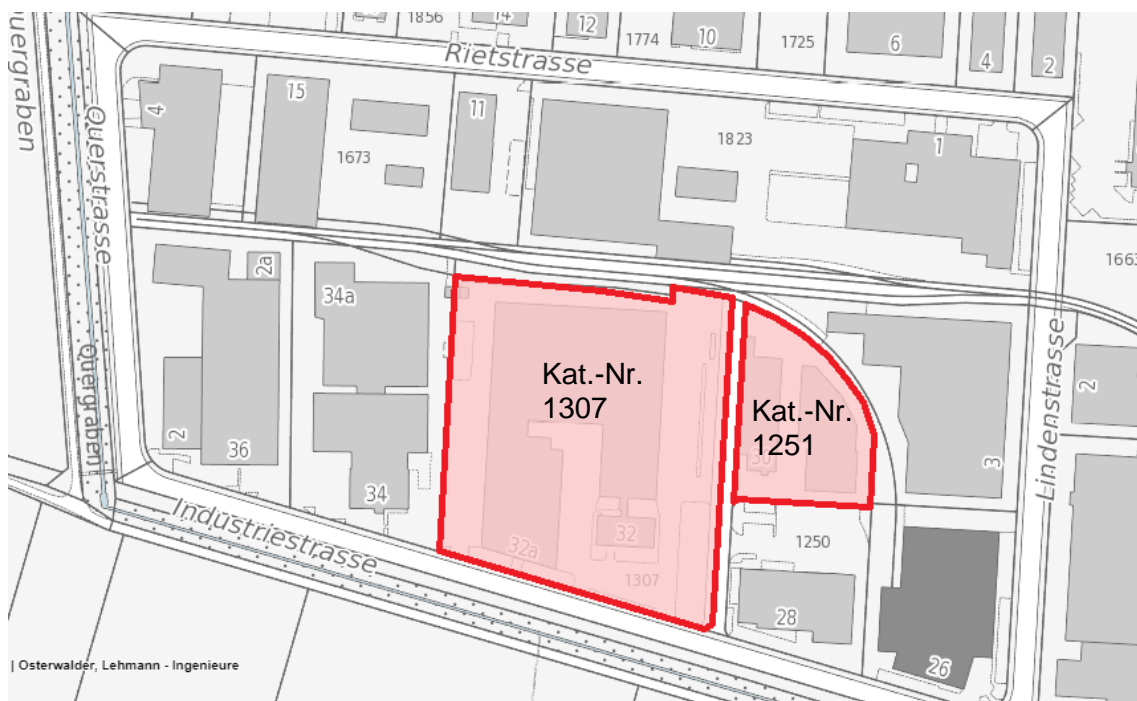 1856
14
12
1774
10
1725
6
4
2
Rietstrasse
Quergraben
Querstrasse
4
15
11
1673
1823
1
1663
2a
34a
Kat.-Nr.
1307
Kat.-Nr.
1251
30
Lindenstrasse
2
3
Quergraben
2
36
34
Industriestrasse
32a
32
1307
1250
28
26
| Osterwalder, Lehmann - Ingenieure